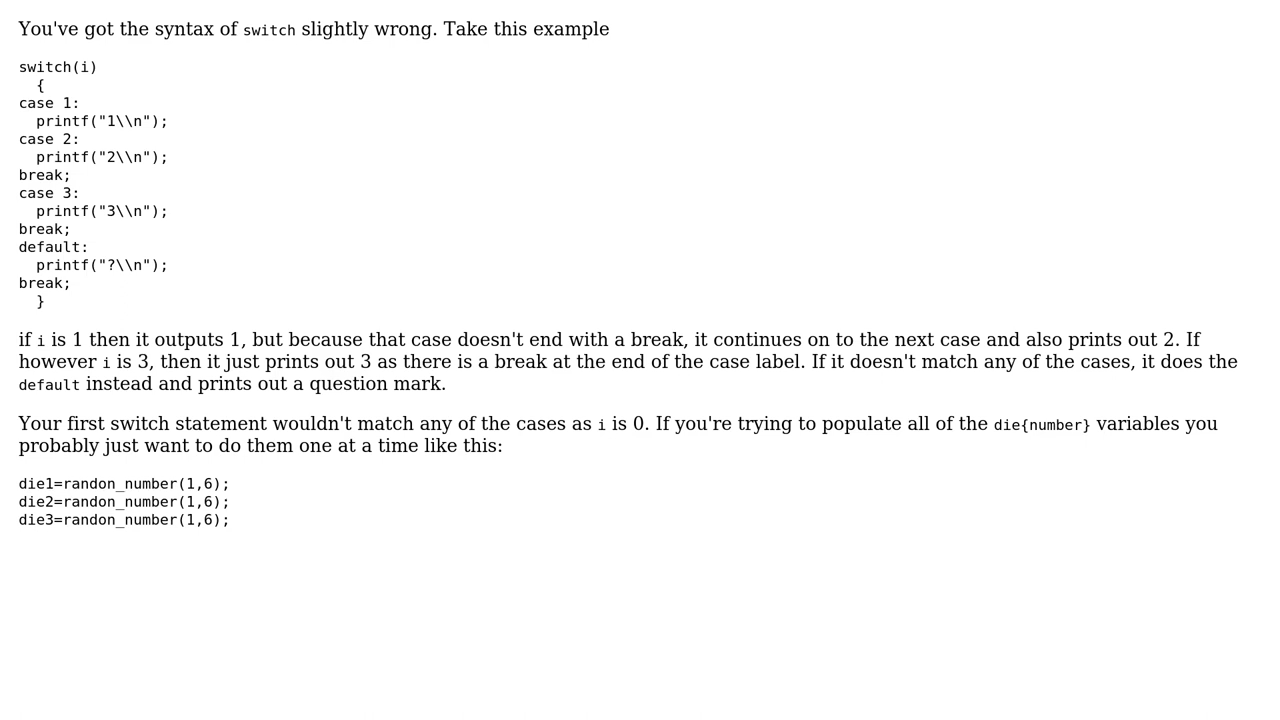 You've got the syntax of switch slightly wrong. Take this example
switch(i)
  {
case 1:
  printf("1\\n");
case 2:
  printf("2\\n");
break;
case 3:
  printf("3\\n");
break;
default:
  printf("?\\n");
break;
  }
if i is 1 then it outputs 1, but because that case doesn't end with a break, it continues on to the next case and also prints out 2. If
however i is 3, then it just prints out 3 as there is a break at the end of the case label. If it doesn't match any of the cases, it does the
default instead and prints out a question mark.
Your first switch statement wouldn't match any of the cases as i is 0. If you're trying to populate all of the die{number} variables you
probably just want to do them one at a time like this:
die1=randon_number(1,6);
die2=randon_number(1,6);
die3=randon_number(1,6);